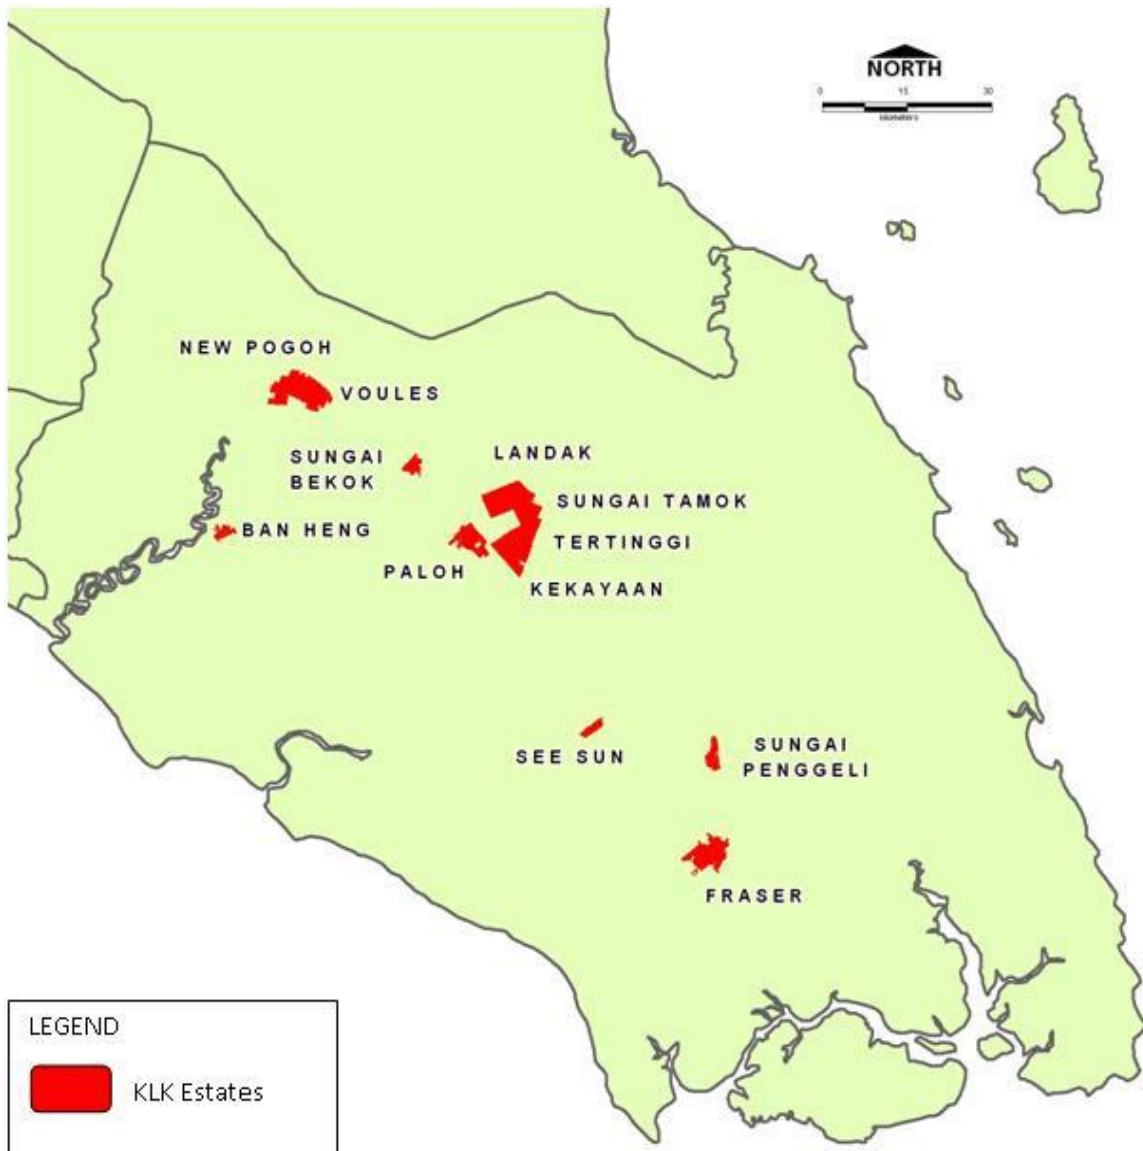 NORTH
0 15 30
kilometers
NEW POGOH
VOULES
SUNGAI
BEKOK
LANDAK
SUNGAI TAMOK
BAN HENG
TERTINGGI
PALOH
KEKAYAAN
SEE SUN
SUNGAI
PENGGELI
FRASER
LEGEND
KLK Estates